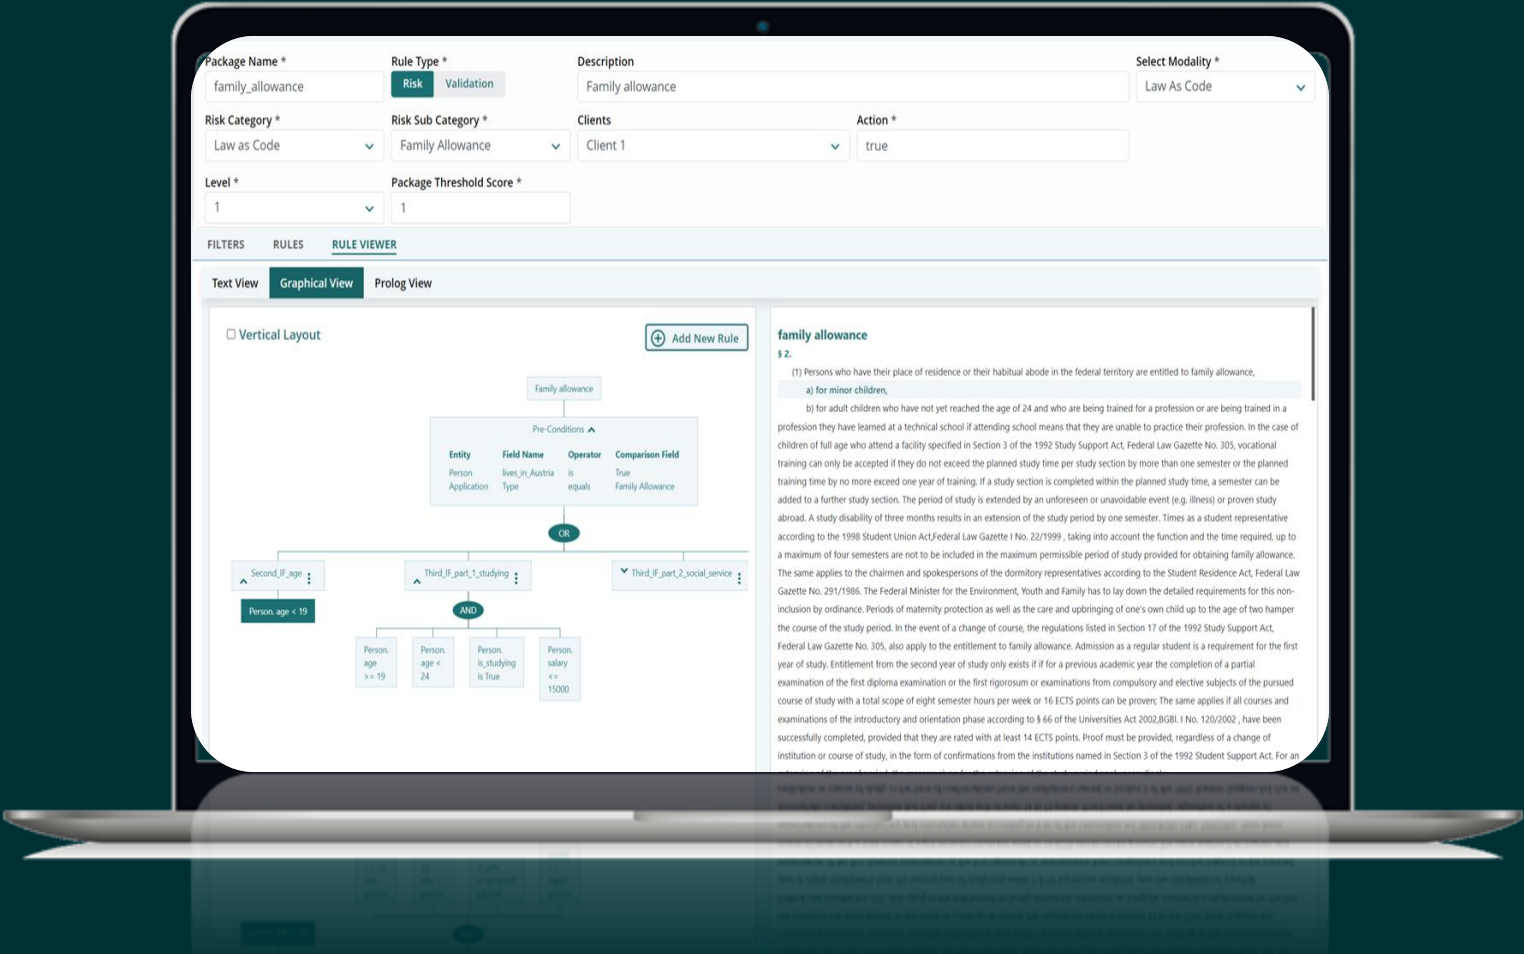 Package Name *
Rule Type *
Description
Select Modality *
family_allowance
Risk
Validation
Family allowance
Law As Code
Risk Category *
Risk Sub Category *
Clients
Action *
Law as Code
Family Allowance
Client 1
true
Level *
Package Threshold Score *
1
1
FILTERS
RULES
RULE VIEWER
Text View
Graphical View
Prolog View
Vertical Layout
Add New Rule
Family allowance
Pre-Conditions
Entity Field Name Operator Comparison Field
Person lives_in_Austria is True
Application Type equals Family Allowance
OR
Second_IF_age
Third_IF_part_1_studying
Third_IF_part_2_social_service
Person. age < 19
AND
Person.
age
>= 19
Person.
age <
24
Person.
is_studying
is True
Person.
salary
<=
15000
family allowance
§ 2.
(1) Persons who have their place of residence or their habitual abode in the federal territory are entitled to family allowance,
a) for minor children,
b) for adult children who have not yet reached the age of 24 and who are being trained for a profession or are being trained in a
profession they have learned at a technical school if attending school means that they are unable to practice their profession. In the case of
children of full age who attend a facility specified in Section 3 of the 1992 Study Support Act, Federal Law Gazette No. 305, vocational
training can only be accepted if they do not exceed the planned study time per study section by more than one semester or the planned
training time by no more exceed one year of training. If a study section is completed within the planned study time, a semester can be
added to a further study section. The period of study is extended by an unforeseen or unavoidable event (e.g. illness) or proven study
abroad. A study disability of three months results in an extension of the study period by one semester. Times as a student representative
according to the 1998 Student Union Act,Federal Law Gazette I No. 22/1999 , taking into account the function and the time required, up to
a maximum of four semesters are not to be included in the maximum permissible period of study provided for obtaining family allowance.
The same applies to the chairmen and spokespersons of the dormitory representatives according to the Student Residence Act, Federal Law
Gazette No. 291/1986. The Federal Minister for the Environment, Youth and Family has to lay down the detailed requirements for this non-
inclusion by ordinance. Periods of maternity protection as well as the care and upbringing of one's own child up to the age of two hamper
the course of the study period. In the event of a change of course, the regulations listed in Section 17 of the 1992 Study Support Act,
Federal Law Gazette No. 305, also apply to the entitlement to family allowance. Admission as a regular student is a requirement for the first
year of study. Entitlement from the second year of study only exists if if for a previous academic year the completion of a partial
examination of the first diploma examination or the first rigorosum or examinations from compulsory and elective subjects of the pursued
course of study with a total scope of eight semester hours per week or 16 ECTS points can be proven; The same applies if all courses and
examinations of the introductory and orientation phase according to § 66 of the Universities Act 2002,BGBl. I No. 120/2002 , have been
successfully completed, provided that they are rated with at least 14 ECTS points. Proof must be provided, regardless of a change of
institution or course of study, in the form of confirmations from the institutions named in Section 3 of the 1992 Student Support Act. For an